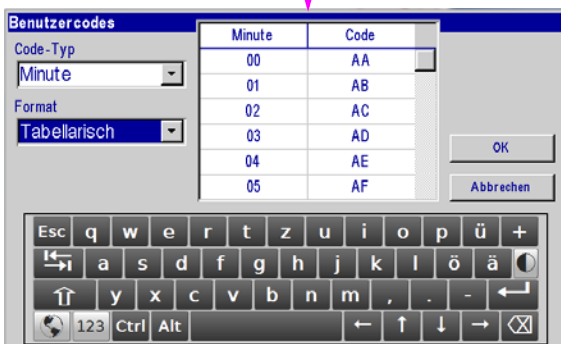 Benutzercodes
Code-Typ
Minute
Format
Tabellarisch
Minute Code
00 AA
01 AB
02 AC
03 AD
04 AE
05 AF
OK
Abbrechen
Esc q w e r t z u i o p ü +
a s d f g h j k l ö ä
y x c v b n m , . -
123 Ctrl Alt ← ↑ ↓ →